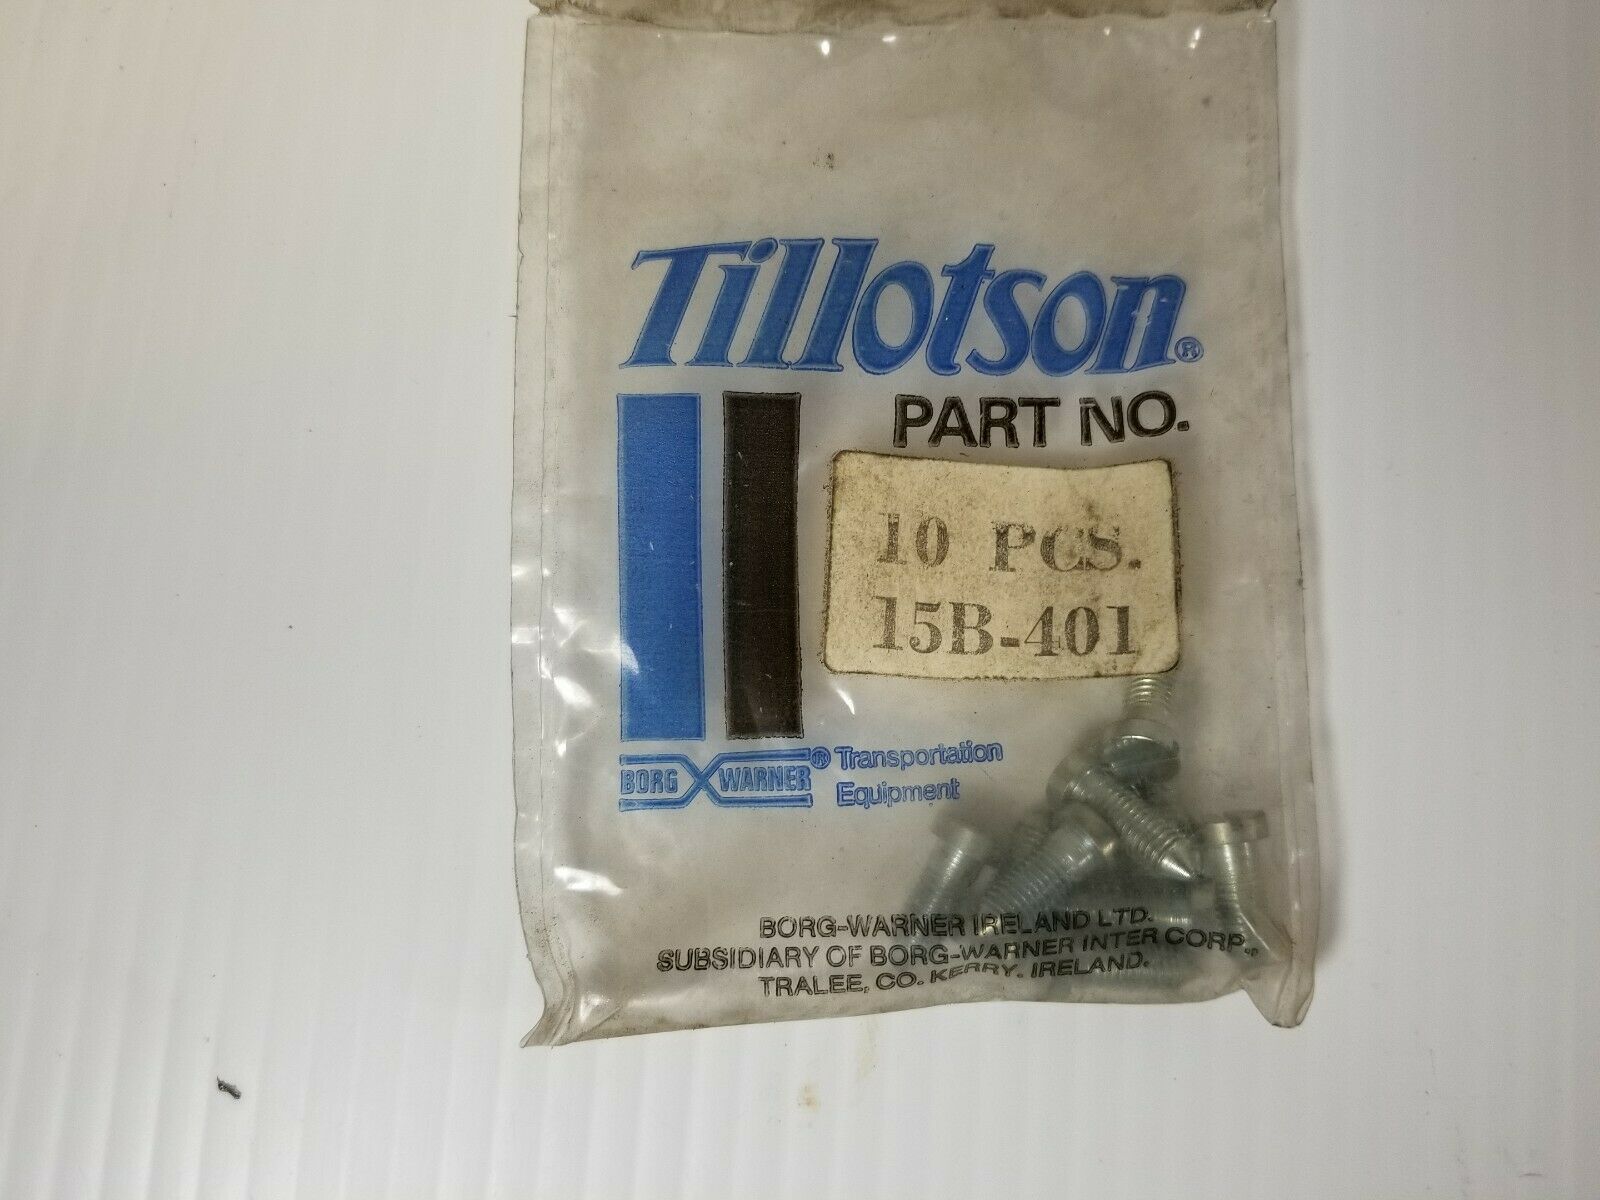 Tillotson®
PART NO.
10 PCS.
15B-401
BORG WARNER® Transportation
Equipment
BORG-WARNER IRELAND LTD.
SUBSIDIARY OF BORG-WARNER INTER CORP.,
TRALEE, CO. KERRY. IRELAND.